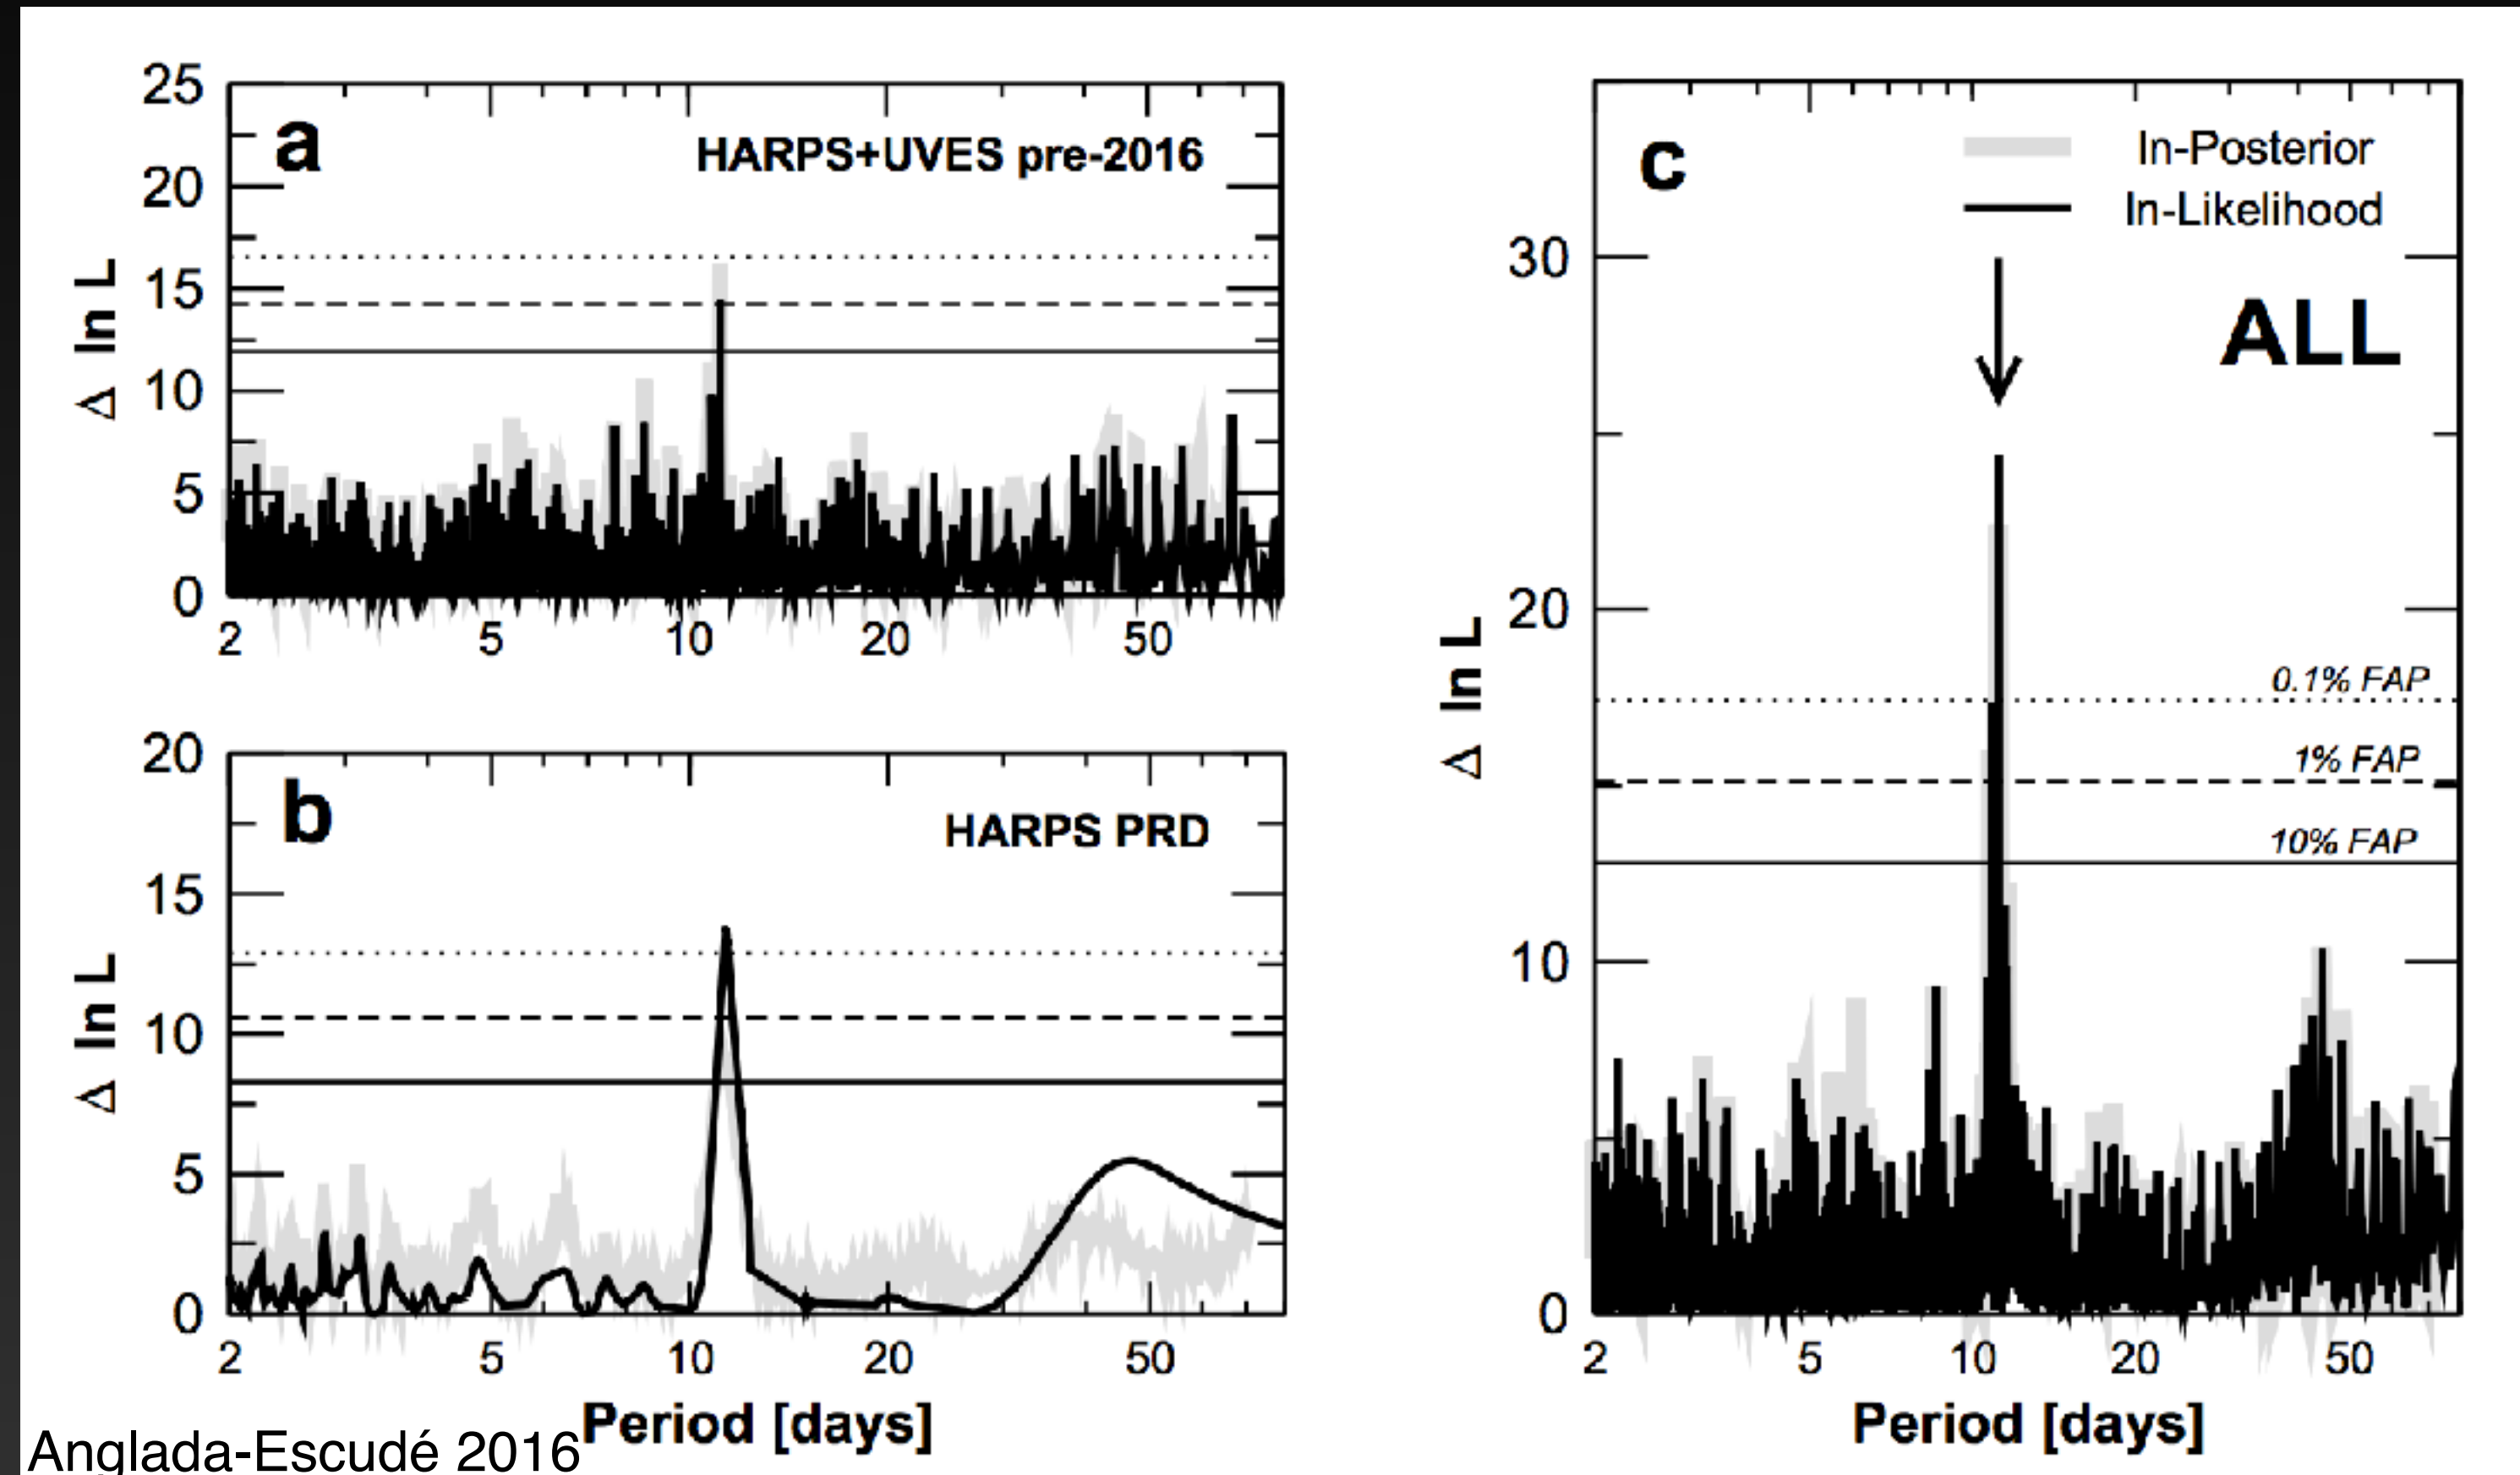 a
HARPS+UVES pre-2016
25
20
15
10
5
0
Δ ln L
2 5 10 20 50
b
HARPS PRD
20
15
10
5
0
Δ ln L
2 5 10 20 50
Period [days]
c
ln-Posterior
ln-Likelihood
ALL
30
20
10
0
Δ ln L
0.1% FAP
1% FAP
10% FAP
2 5 10 20 50
Period [days]
Anglada-Escudé 2016